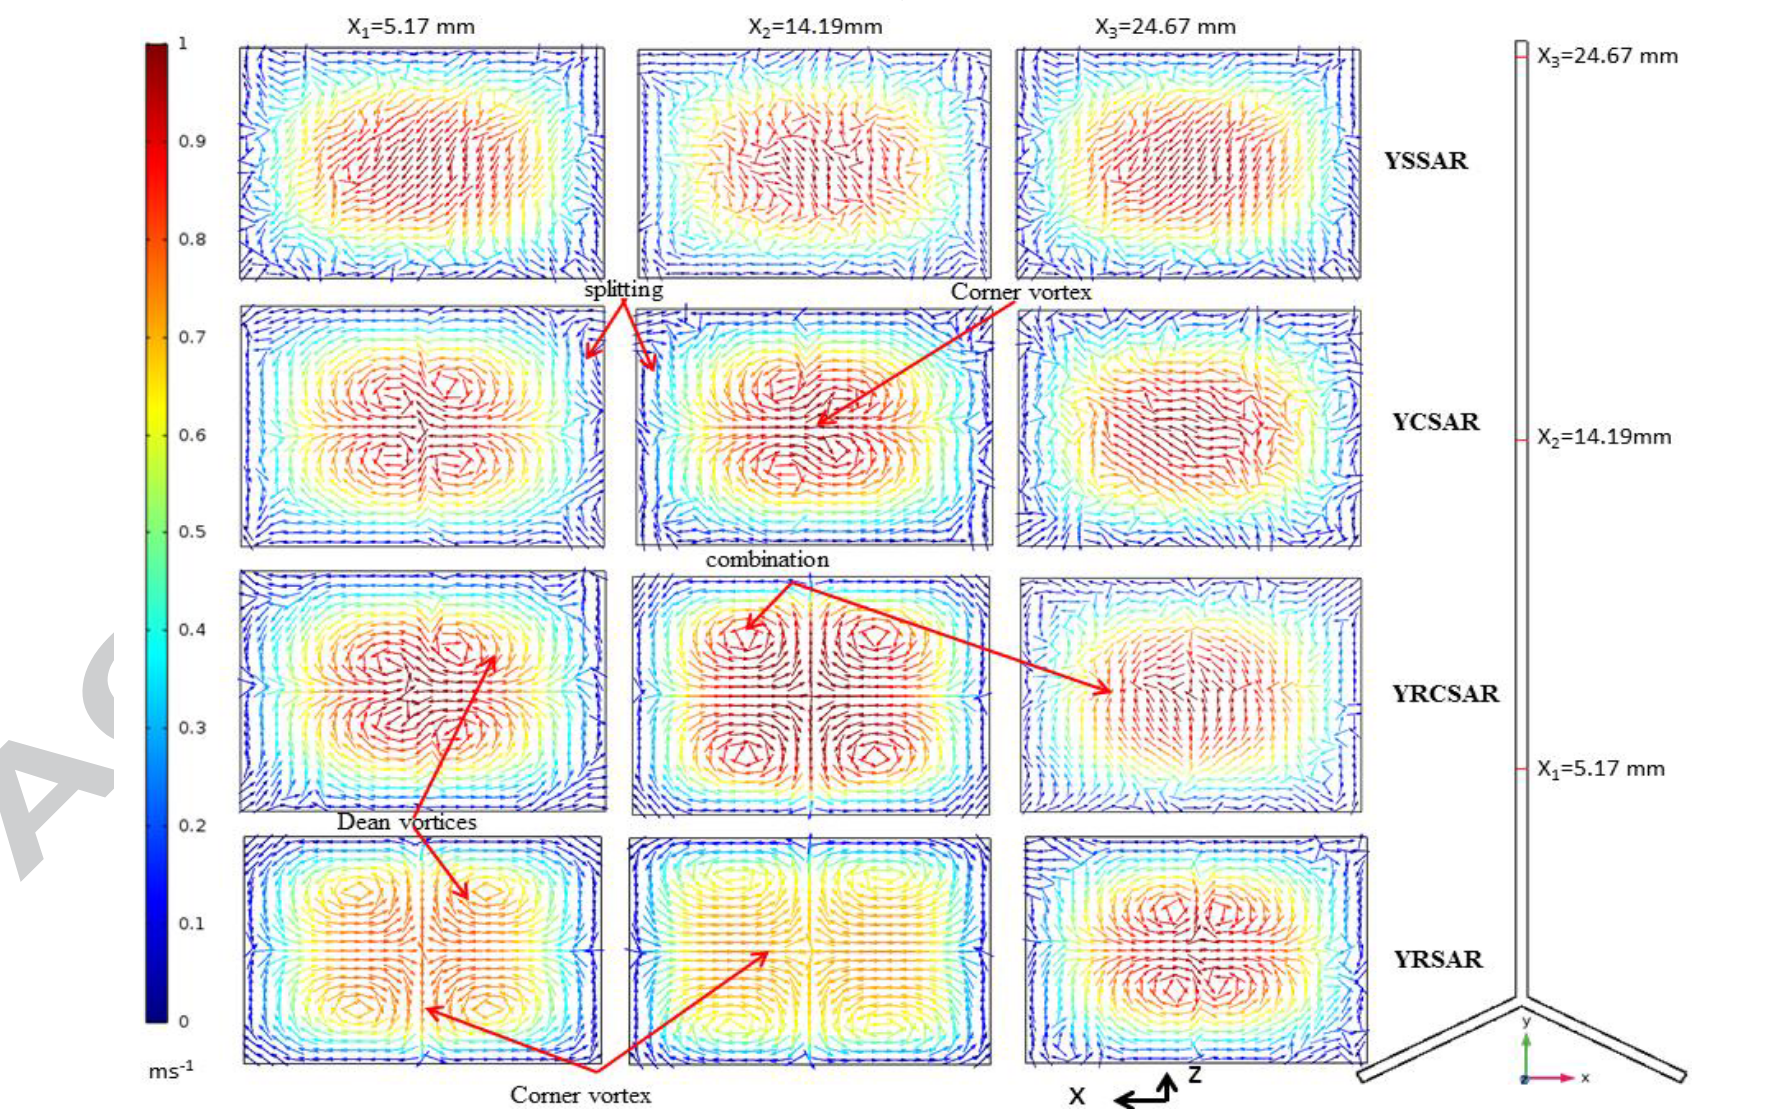 X₁=5.17 mm X₂=14.19mm X₃=24.67 mm
1
0.9
0.8
0.7
0.6
0.5
0.4
0.3
0.2
0.1
0
ms⁻¹
YSSAR
splitting Corner vortex
YCSAR
combination
YRCSAR
Dean vortices
YRSAR
Corner vortex
X Z
X₃=24.67 mm
X₂=14.19mm
X₁=5.17 mm
y
z x
AC